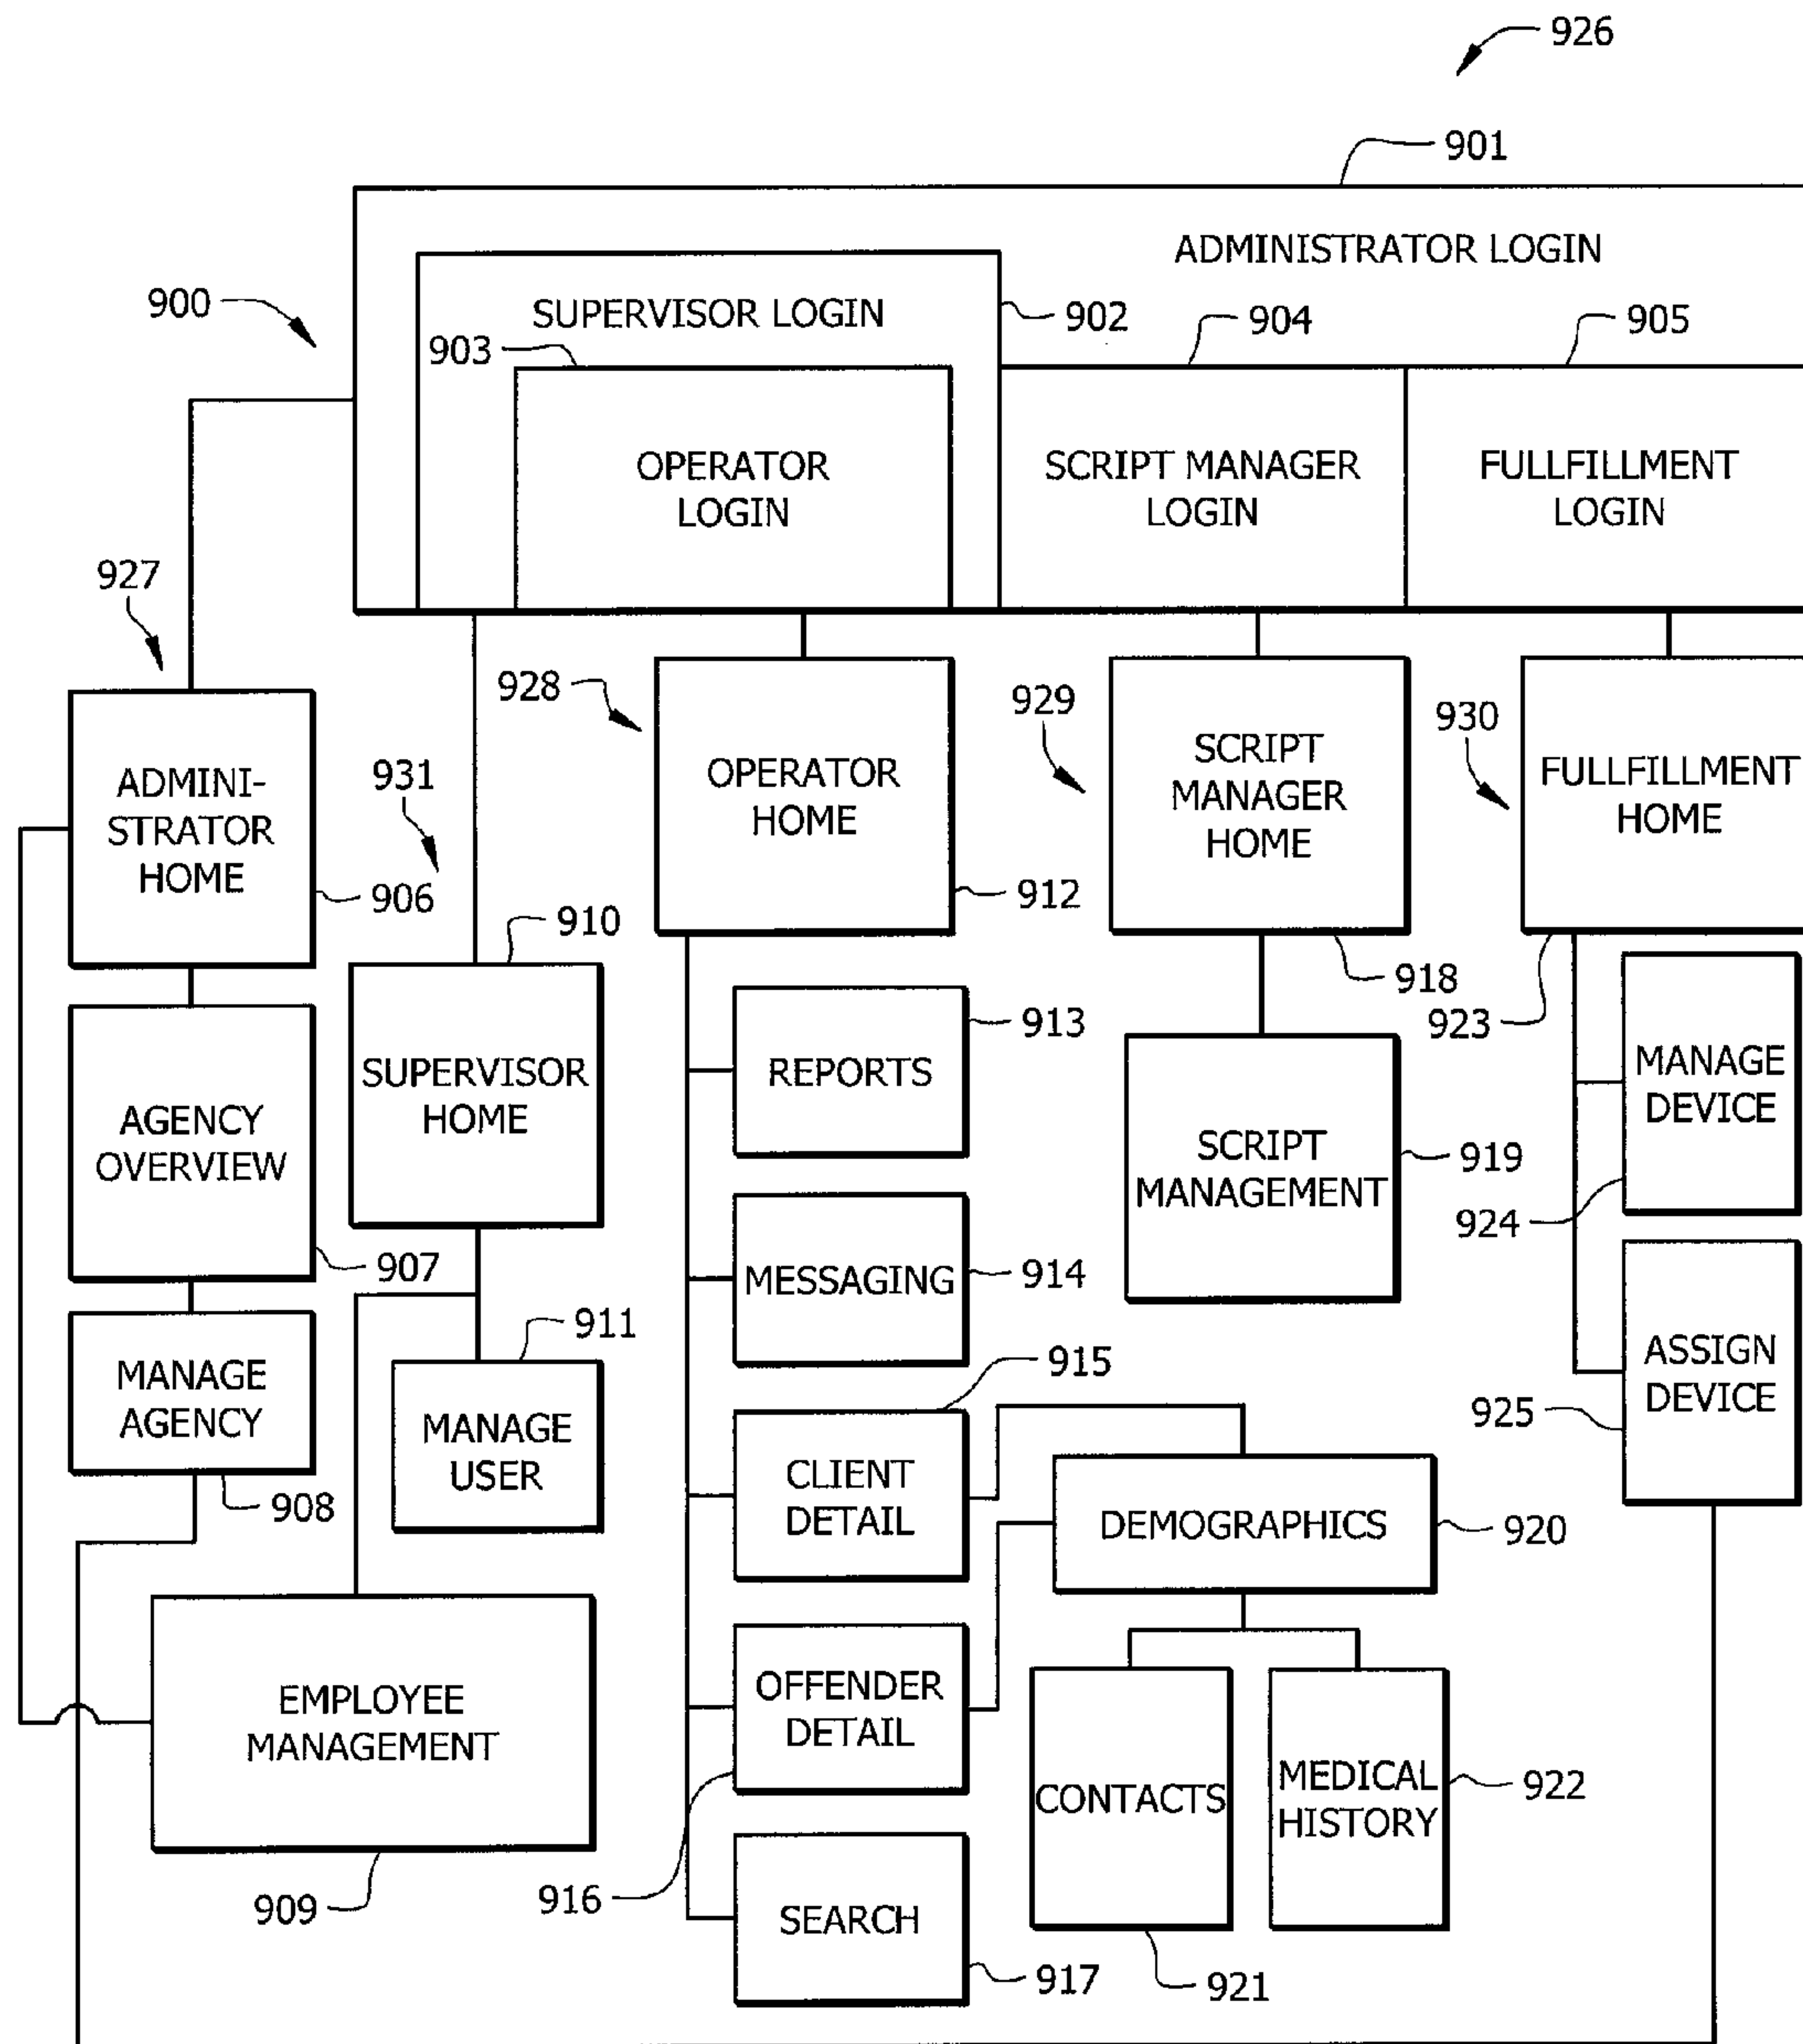 926
901
ADMINISTRATOR LOGIN
900
SUPERVISOR LOGIN
902
904
905
903
OPERATOR
LOGIN
SCRIPT MANAGER
LOGIN
FULLFILLMENT
LOGIN
927
928
929
930
931
ADMINI-
STRATOR
HOME
906
OPERATOR
HOME
912
SCRIPT
MANAGER
HOME
918
FULLFILLMENT
HOME
923
910
SUPERVISOR
HOME
AGENCY
OVERVIEW
907
MANAGE
AGENCY
908
911
MANAGE
USER
EMPLOYEE
MANAGEMENT
909
913
REPORTS
MESSAGING
914
915
CLIENT
DETAIL
OFFENDER
DETAIL
916
SEARCH
917
SCRIPT
MANAGEMENT
919
DEMOGRAPHICS
920
CONTACTS
921
MEDICAL
HISTORY
922
MANAGE
DEVICE
924
ASSIGN
DEVICE
925